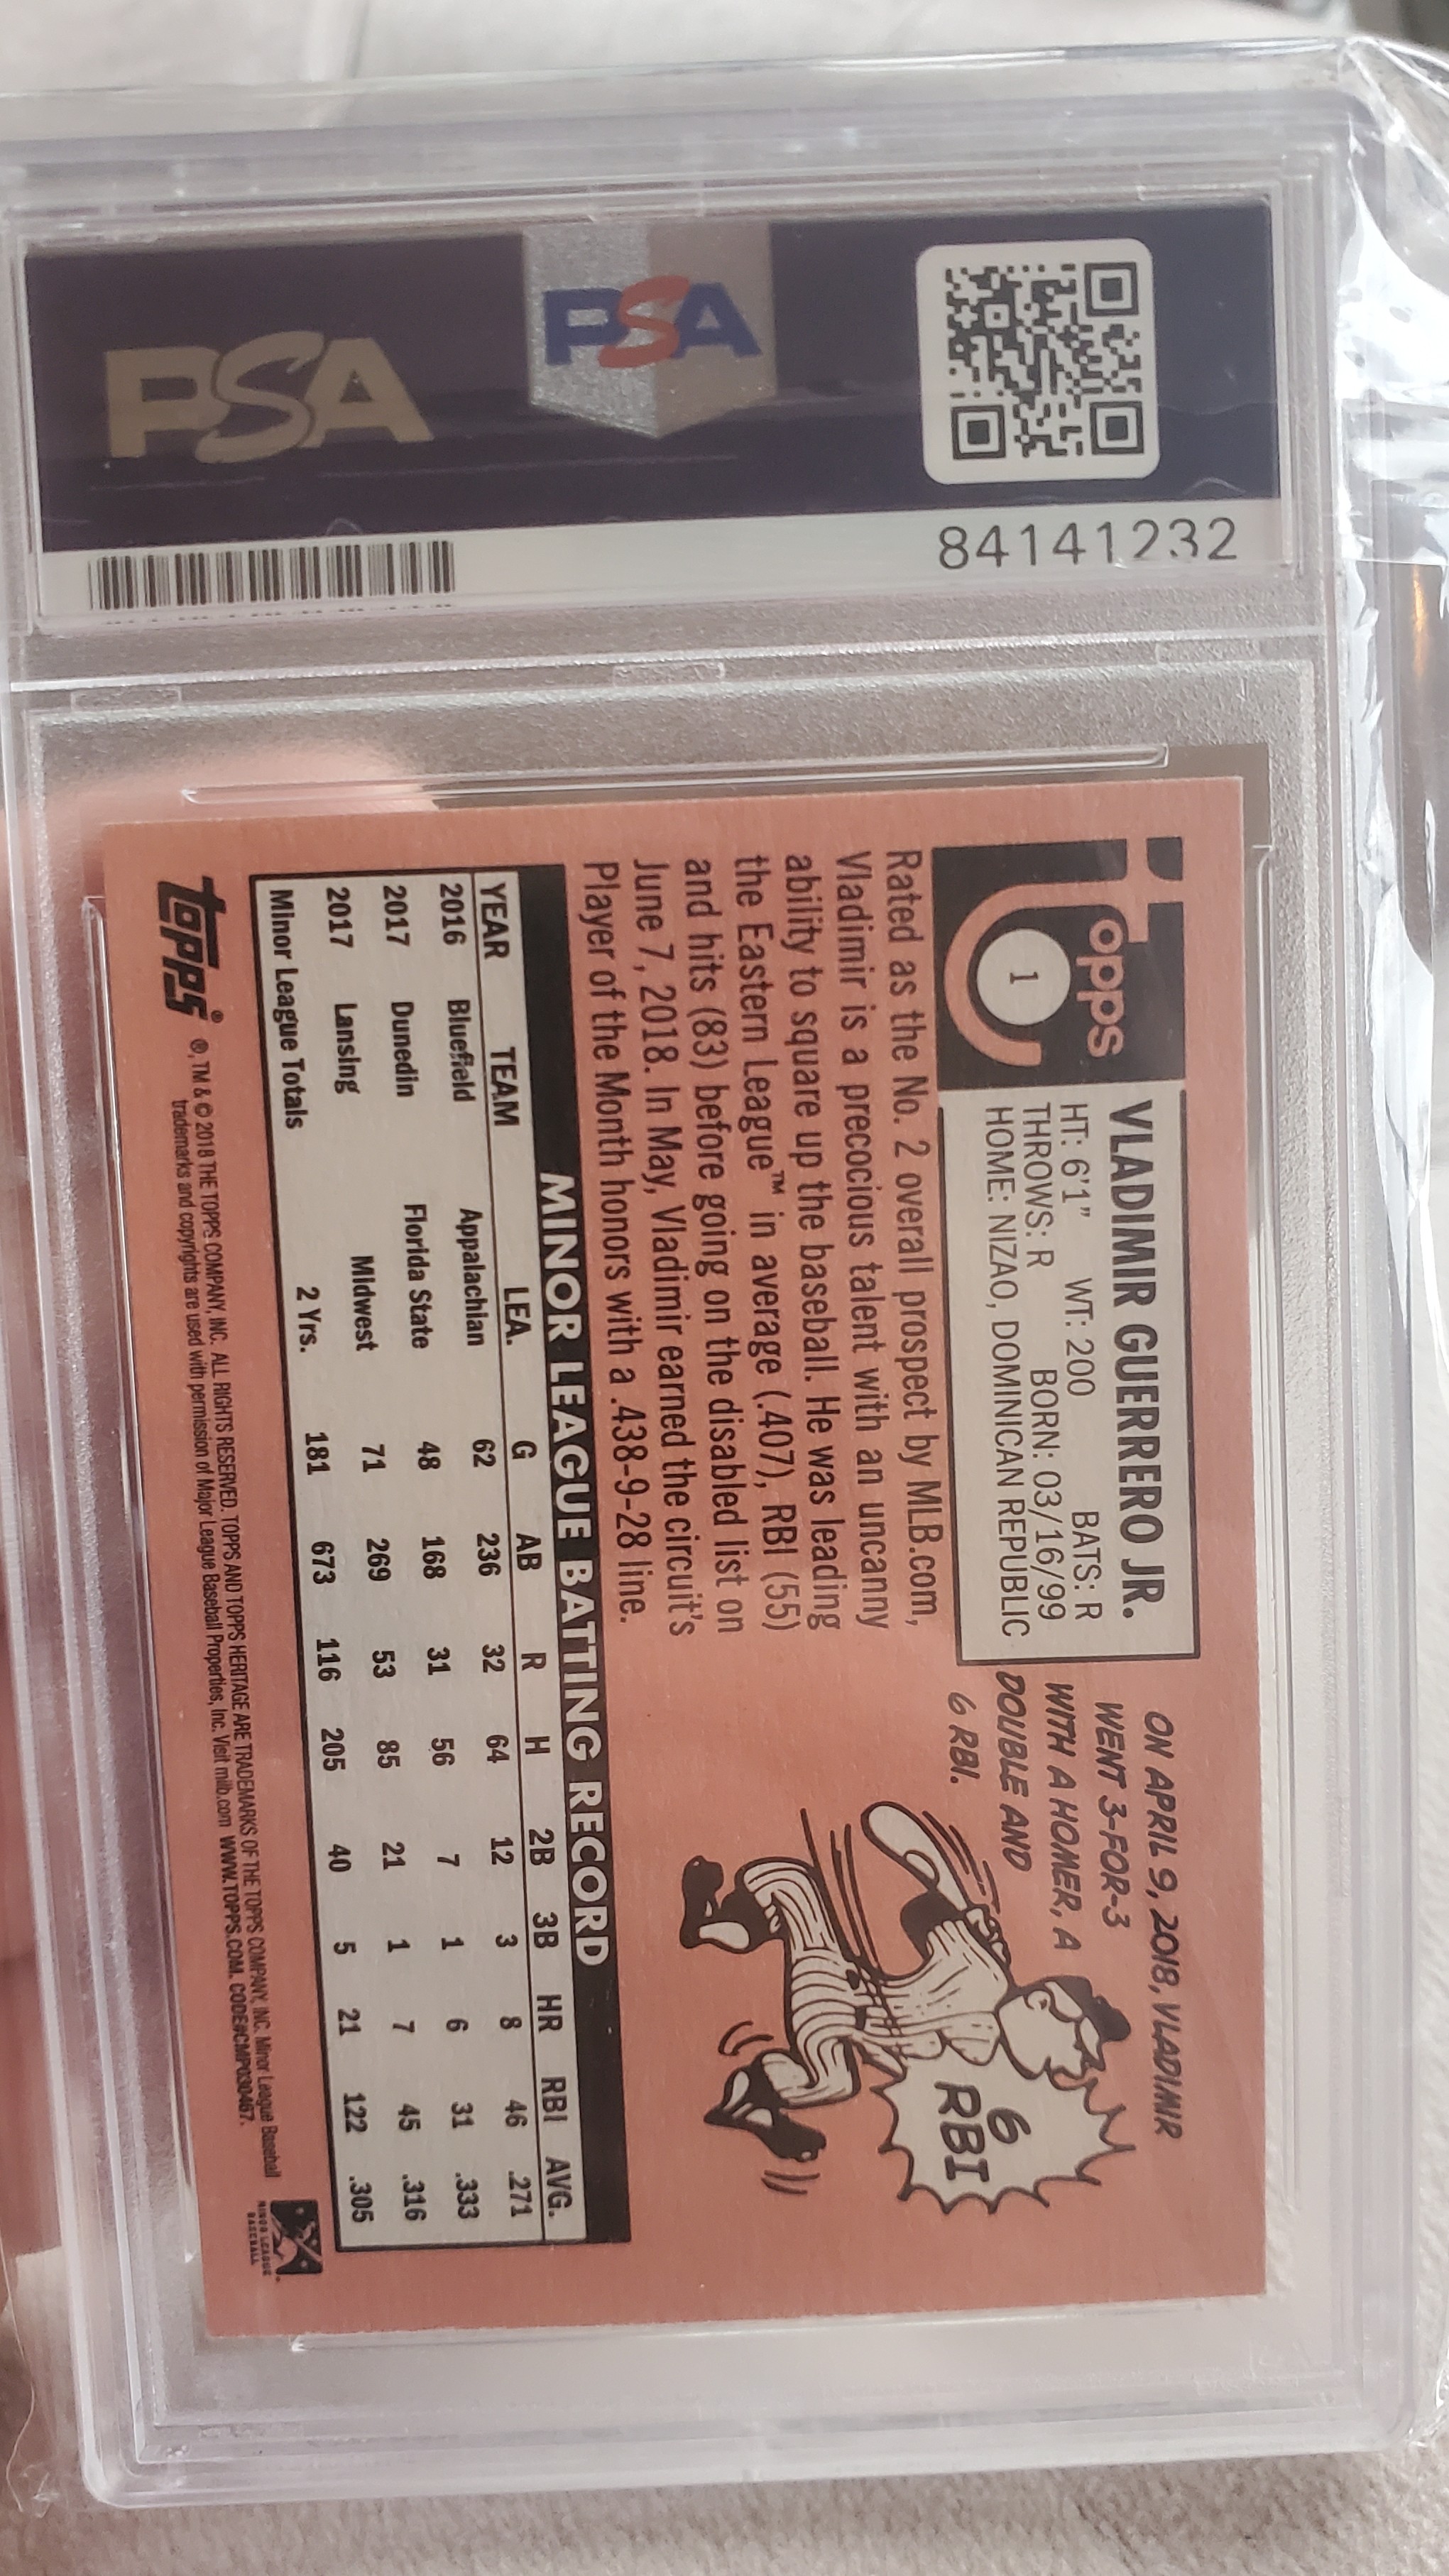 PSA
PSA
84141232
Topps
1
VLADIMIR GUERRERO JR.
HT: 6'1" WT: 200 BATS: R
THROWS: R BORN: 03/16/99
HOME: NIZAO, DOMINICAN REPUBLIC
Rated as the No. 2 overall prospect by MLB.com,
Vladimir is a precocious talent with an uncanny
ability to square up the baseball. He was leading
the Eastern League™ in average (.407), RBI (55)
and hits (83) before going on the disabled list on
June 7, 2018. In May, Vladimir earned the circuit's
Player of the Month honors with a .438-9-28 line.
ON APRIL 9, 2018, VLADIMIR
WENT 3-FOR-3
WITH A HOMER, A
DOUBLE AND
6 RBI.
6
RBI
MINOR LEAGUE BATTING RECORD
YEAR TEAM LEA. G AB R H 2B 3B HR RBI AVG.
2016 Bluefield Appalachian 62 236 32 64 12 3 8 46 .271
2017 Dunedin Florida State 48 168 31 56 7 1 6 31 .333
2017 Lansing Midwest 71 269 53 85 21 1 7 45 .316
Minor League Totals 2 Yrs. 181 673 116 205 40 5 21 122 .305
Topps®
®, TM & © 2018 THE TOPPS COMPANY, INC. ALL RIGHTS RESERVED. TOPPS AND TOPPS HERITAGE ARE TRADEMARKS OF THE TOPPS COMPANY, INC. Minor League Baseball
trademarks and copyrights are used with permission of Major League Baseball Properties, Inc. Visit milb.com WWW.TOPPS.COM. CODE#CMP030467.
MINOR LEAGUE
BASEBALL